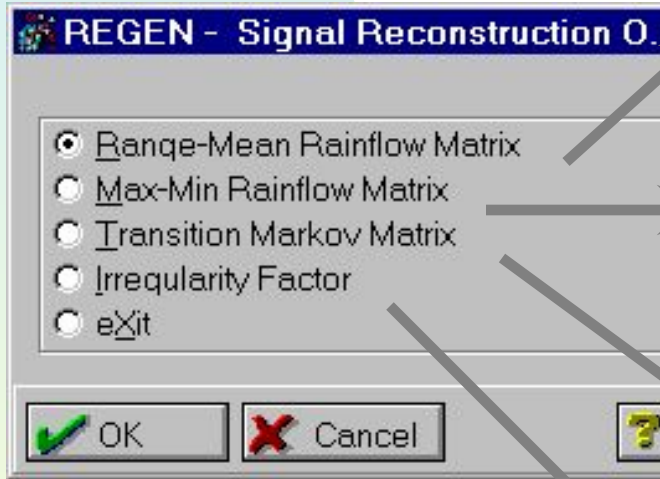 REGEN - Signal Reconstruction O..
Range-Mean Rainflow Matrix
Max-Min Rainflow Matrix
Transition Markov Matrix
Irregularity Factor
eXit
OK
Cancel
?